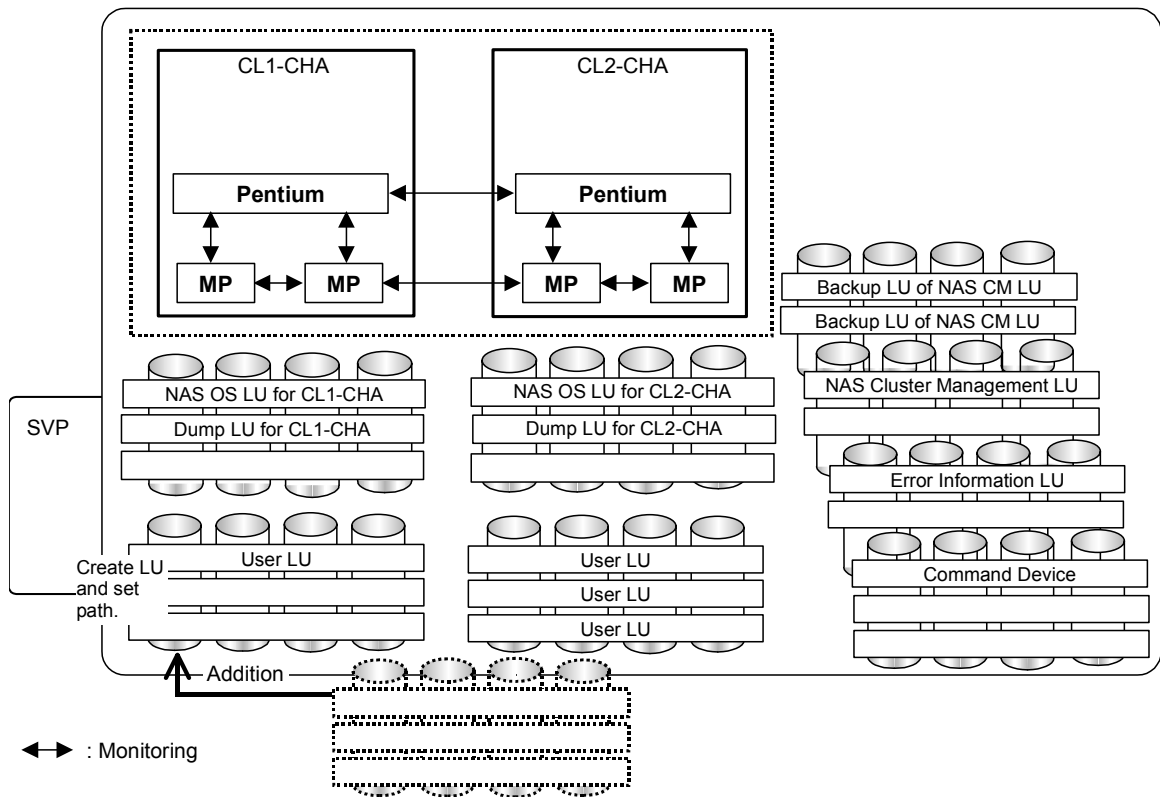 CL1-CHA
CL2-CHA
Pentium
Pentium
MP
MP
MP
MP
Backup LU of NAS CM LU
Backup LU of NAS CM LU
NAS OS LU for CL1-CHA
NAS OS LU for CL2-CHA
NAS Cluster Management LU
SVP
Dump LU for CL1-CHA
Dump LU for CL2-CHA
Error Information LU
User LU
User LU
Command Device
Create LU
and set
path.
User LU
User LU
Addition
: Monitoring